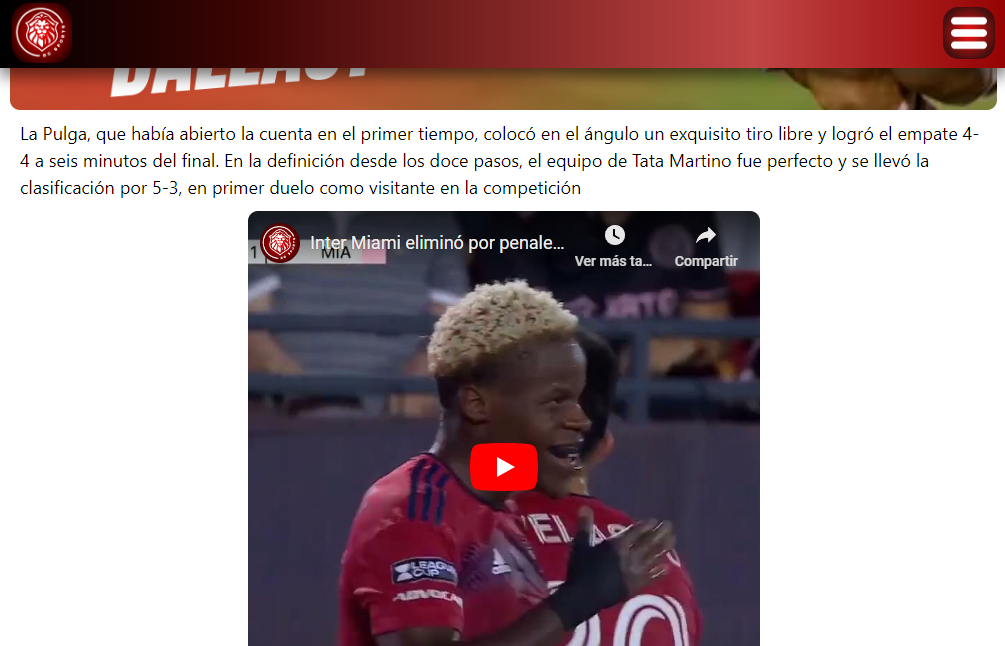 DC SPORTS
La Pulga, que había abierto la cuenta en el primer tiempo, colocó en el ángulo un exquisito tiro libre y logró el empate 4-
4 a seis minutos del final. En la definición desde los doce pasos, el equipo de Tata Martino fue perfecto y se llevó la
clasificación por 5-3, en primer duelo como visitante en la competición
Inter Miami eliminó por penale...
Ver más ta...
Compartir
1
MIA
LEAGUES
CUP